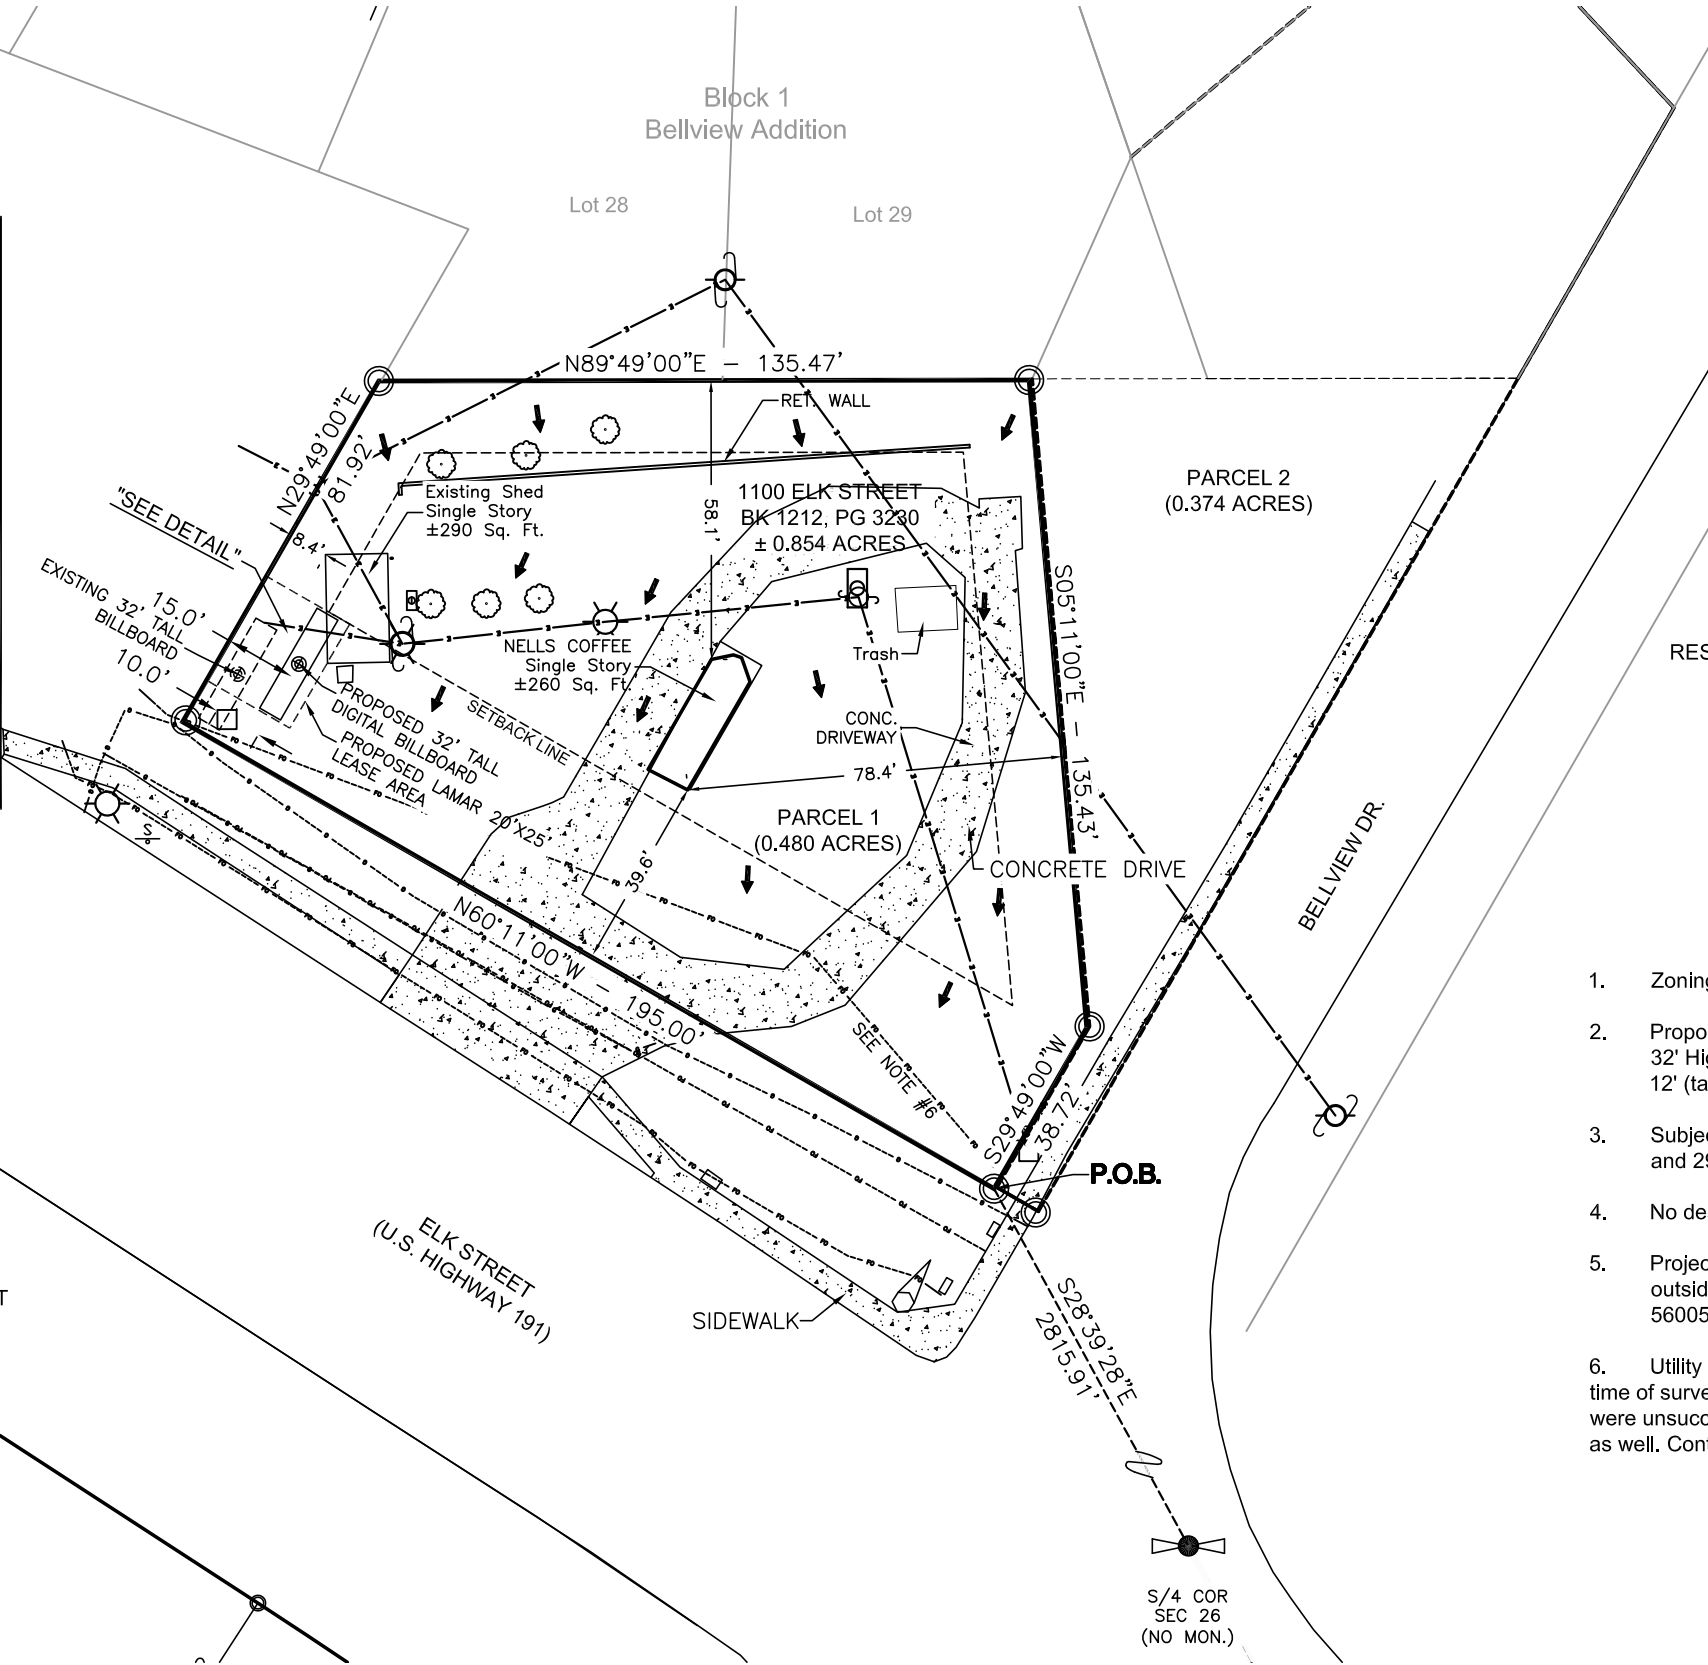 Block 1
Bellview Addition
Lot 28
Lot 29
N89°49'00"E – 135.47'
RET. WALL
N29°49'00"E
81.92'
"SEE DETAIL"
8.4'
Existing Shed
Single Story
±290 Sq. Ft.
58.1'
1100 ELK STREET
BK 1212, PG 3230
± 0.854 ACRES
PARCEL 2
(0.374 ACRES)
S05°11'00"E – 135.43'
EXISTING 32' TALL
BILLBOARD
15.0'
10.0'
NELLS COFFEE
Single Story
±260 Sq. Ft.
Trash
RES
PROPOSED 32' TALL
DIGITAL BILLBOARD
PROPOSED LAMAR 20'X25'
LEASE AREA
SETBACK LINE
CONC.
DRIVEWAY
78.4'
PARCEL 1
(0.480 ACRES)
39.6'
CONCRETE DRIVE
BELLVIEW DR.
N60°11'00"W – 195.00'
SEE NOTE #6
S29°49'00"W
38.72'
P.O.B.
ELK STREET
(U.S. HIGHWAY 191)
SIDEWALK
S28°39'28"E
2815.91'
S/4 COR
SEC 26
(NO MON.)
T
1. Zoning
2. Propo
32' Hig
12' (ta
3. Subje
and 29
4. No de
5. Projec
outsid
56005
6. Utility
time of surve
were unsucc
as well. Con